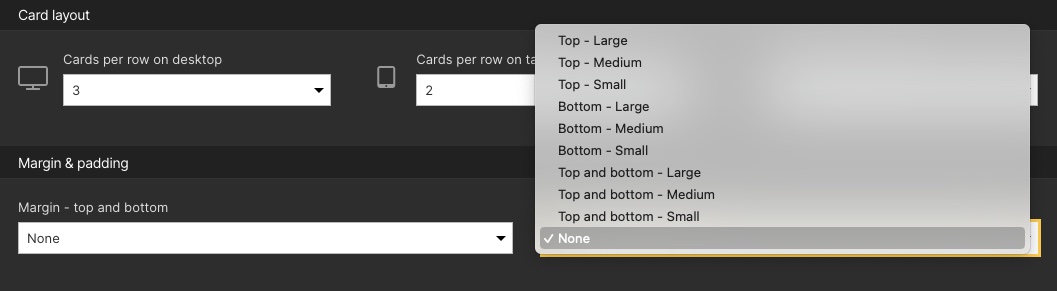 Card layout
Cards per row on desktop
3
Cards per row on ta
2
Top - Large
Top - Medium
Top - Small
Bottom - Large
Bottom - Medium
Bottom - Small
Top and bottom - Large
Top and bottom - Medium
Top and bottom - Small
✓ None
Margin & padding
Margin - top and bottom
None